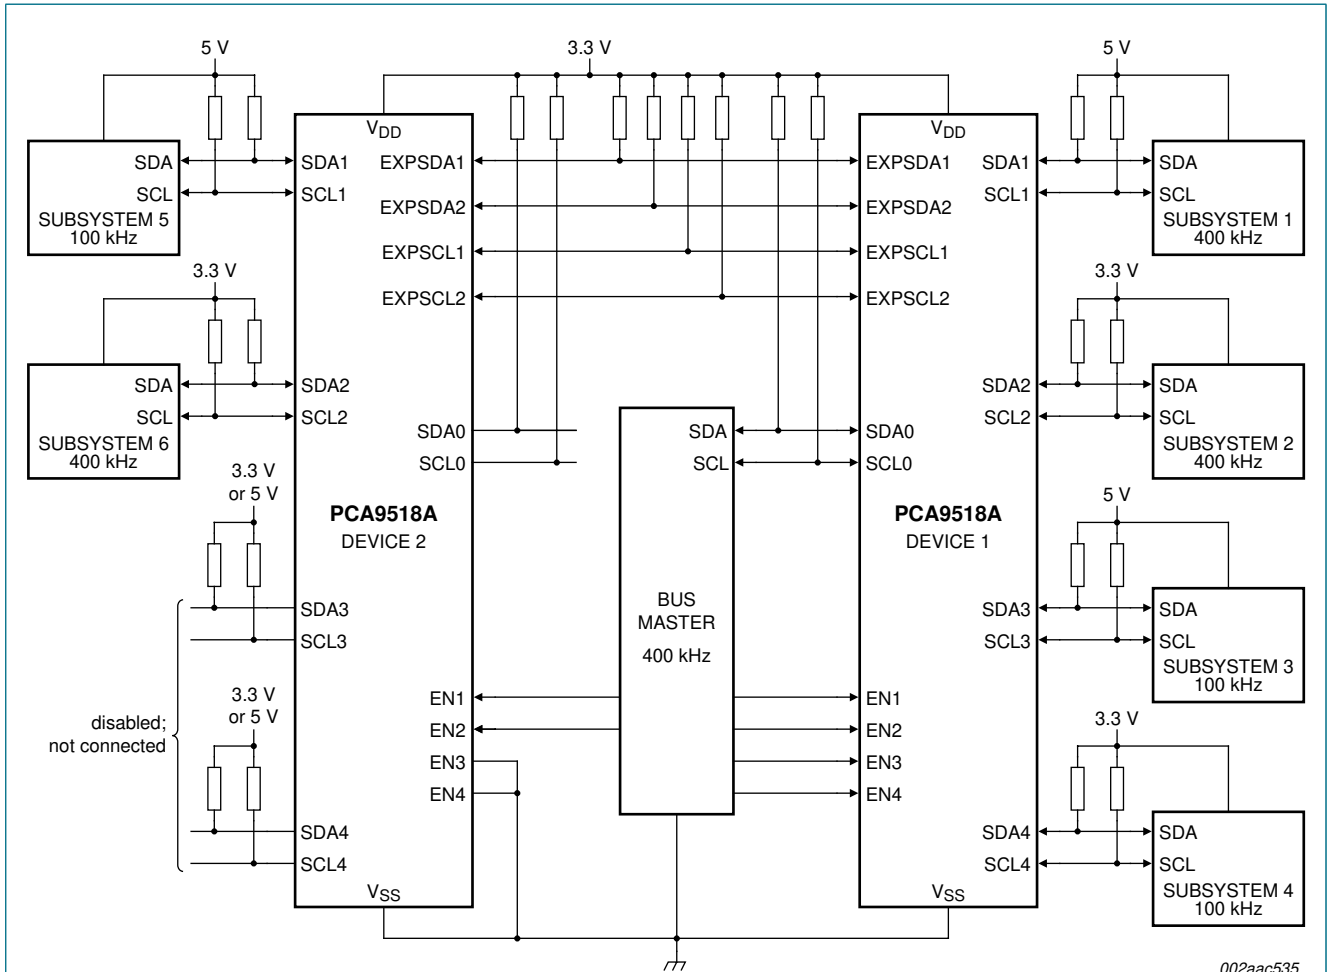 5 V
3.3 V
5 V
VDD
VDD
SDA
SDA1
EXPSDA1
EXPSDA1
SDA1
SDA
SCL
SCL1
SCL1
SCL
SUBSYSTEM 5
100 kHz
EXPSDA2
EXPSDA2
SUBSYSTEM 1
400 kHz
EXPSCL1
EXPSCL1
3.3 V
3.3 V
EXPSCL2
EXPSCL2
SDA
SDA2
SDA2
SDA
SCL
SCL2
SCL2
SCL
SUBSYSTEM 6
400 kHz
SDA0
SDA
SDA0
SUBSYSTEM 2
400 kHz
SCL0
SCL
SCL0
3.3 V
or 5 V
5 V
PCA9518A
DEVICE 2
PCA9518A
DEVICE 1
BUS
MASTER
400 kHz
SDA3
SDA3
SDA
SCL3
SCL3
SCL
SUBSYSTEM 3
100 kHz
3.3 V
or 5 V
3.3 V
disabled;
not connected
EN1
EN1
EN2
EN2
EN3
EN3
EN4
EN4
SDA4
SDA4
SDA
SCL4
SCL4
SCL
SUBSYSTEM 4
100 kHz
VSS
VSS
002aac535